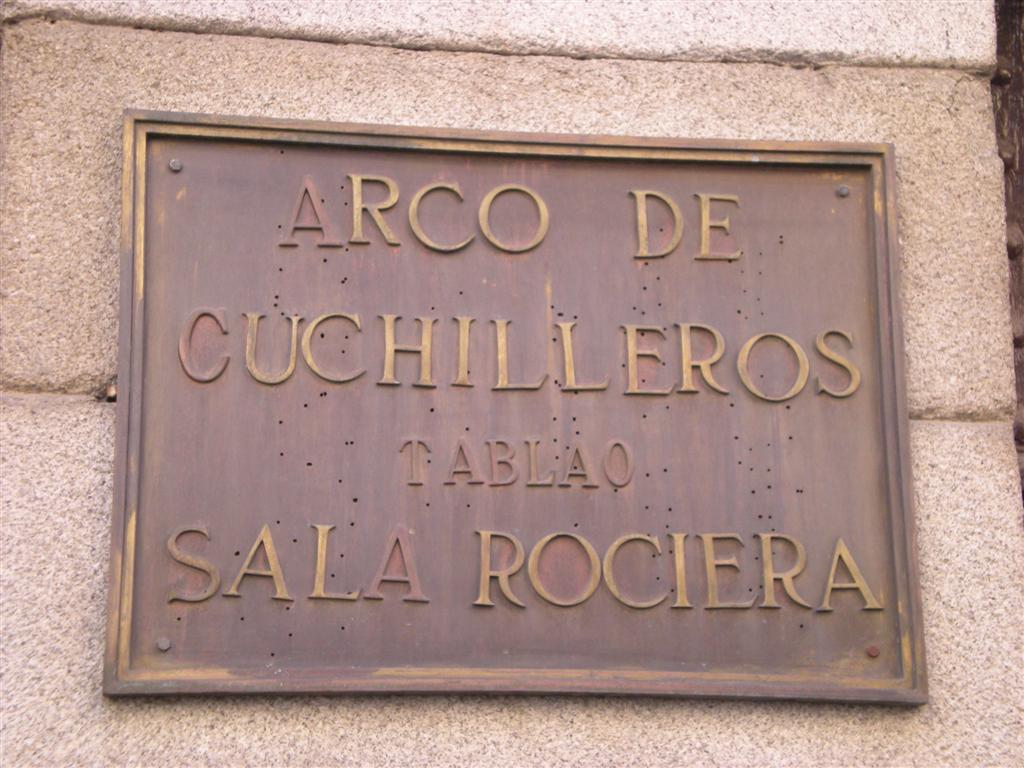 ARCO DE
CUCHILLEROS
TABLAO
SALA ROCIERA